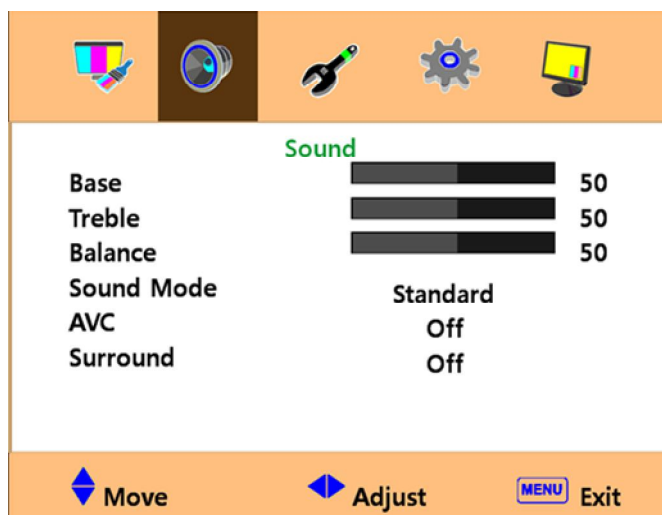 Sound
Base 50
Treble 50
Balance 50
Sound Mode Standard
AVC Off
Surround Off
Move Adjust MENU Exit